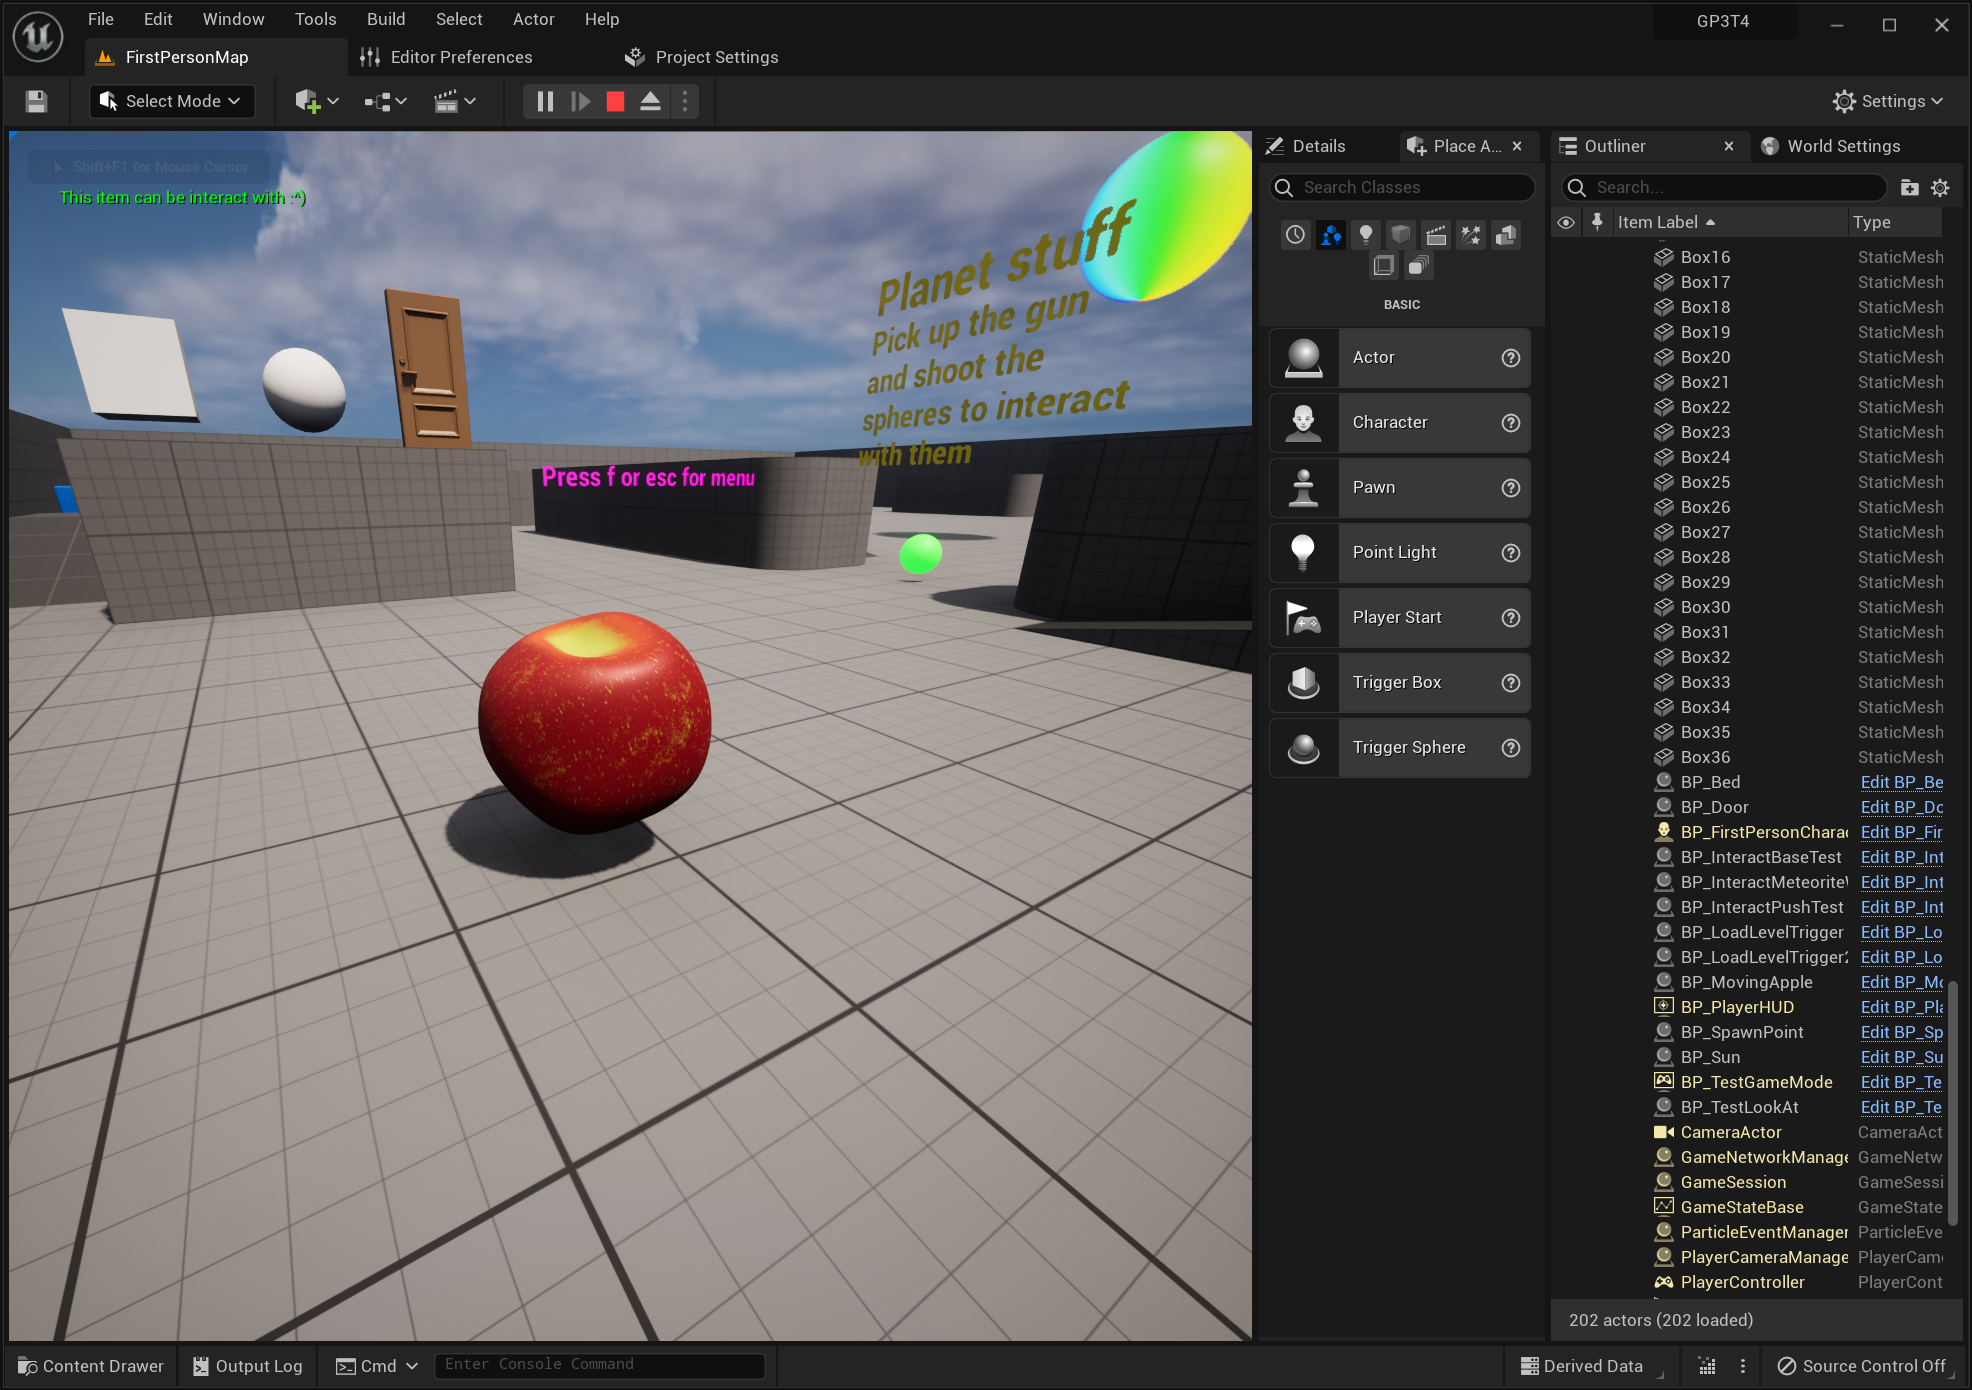 File Edit Window Tools Build Select Actor Help
GP3T4
FirstPersonMap
Editor Preferences
Project Settings
Select Mode
Settings
Shift+F1 for Mouse Cursor
This item can be interact with :^)
Planet stuff
Pick up the gun
and shoot the
spheres to interact
with them
Press f or esc for menu
Details
Place A...
Search Classes
BASIC
Actor
Character
Pawn
Point Light
Player Start
Trigger Box
Trigger Sphere
Outliner
World Settings
Search...
Item Label Type
Box16 StaticMesh
Box17 StaticMesh
Box18 StaticMesh
Box19 StaticMesh
Box20 StaticMesh
Box21 StaticMesh
Box22 StaticMesh
Box23 StaticMesh
Box24 StaticMesh
Box25 StaticMesh
Box26 StaticMesh
Box27 StaticMesh
Box28 StaticMesh
Box29 StaticMesh
Box30 StaticMesh
Box31 StaticMesh
Box32 StaticMesh
Box33 StaticMesh
Box34 StaticMesh
Box35 StaticMesh
Box36 StaticMesh
BP_Bed Edit BP_Be
BP_Door Edit BP_Do
BP_FirstPersonCharac Edit BP_Fir
BP_InteractBaseTest Edit BP_Int
BP_InteractMeteorite Edit BP_Int
BP_InteractPushTest Edit BP_Int
BP_LoadLevelTrigger Edit BP_Lo
BP_LoadLevelTrigger2 Edit BP_Lo
BP_MovingApple Edit BP_Mo
BP_PlayerHUD Edit BP_Pla
BP_SpawnPoint Edit BP_Sp
BP_Sun Edit BP_Su
BP_TestGameMode Edit BP_Te
BP_TestLookAt Edit BP_Te
CameraActor CameraAct
GameNetworkManage GameNetw
GameSession GameSessi
GameStateBase GameState
ParticleEventManager ParticleEve
PlayerCameraManage PlayerCam
PlayerController PlayerCont
202 actors (202 loaded)
Content Drawer
Output Log
Cmd
Enter Console Command
Derived Data
Source Control Off